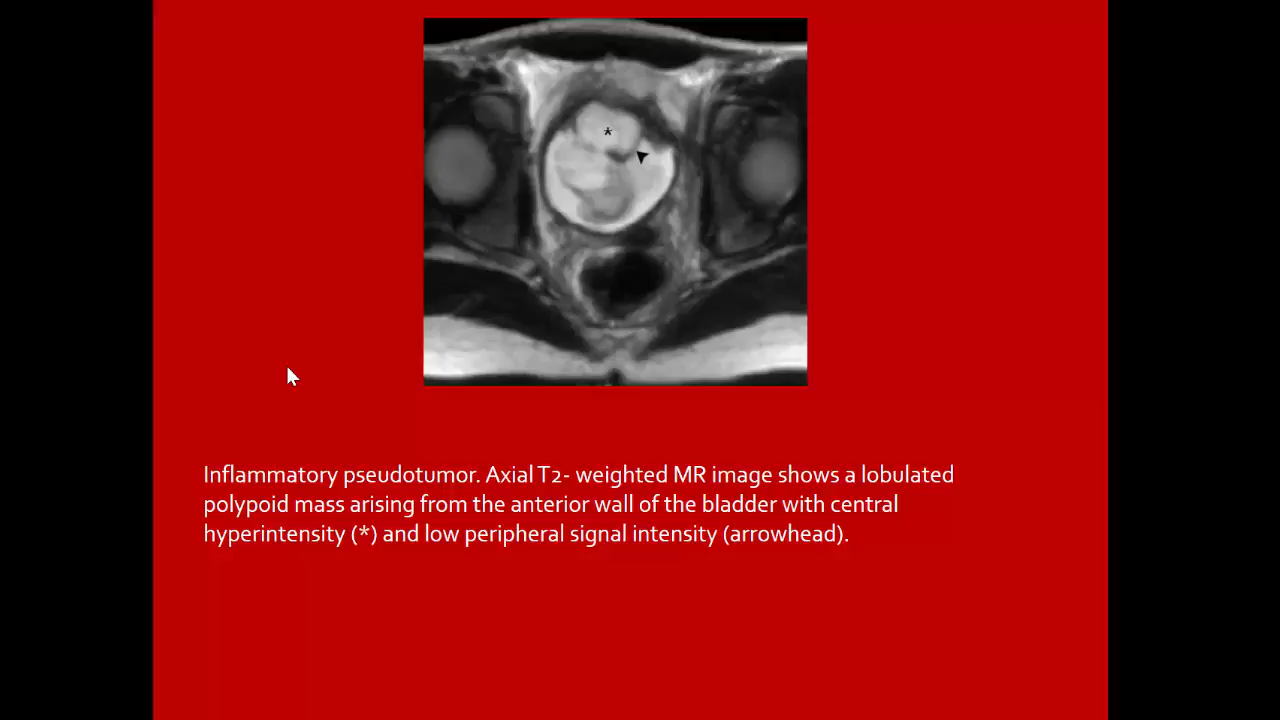 *
Inflammatory pseudotumor. Axial T2- weighted MR image shows a lobulated
polypoid mass arising from the anterior wall of the bladder with central
hyperintensity (*) and low peripheral signal intensity (arrowhead).